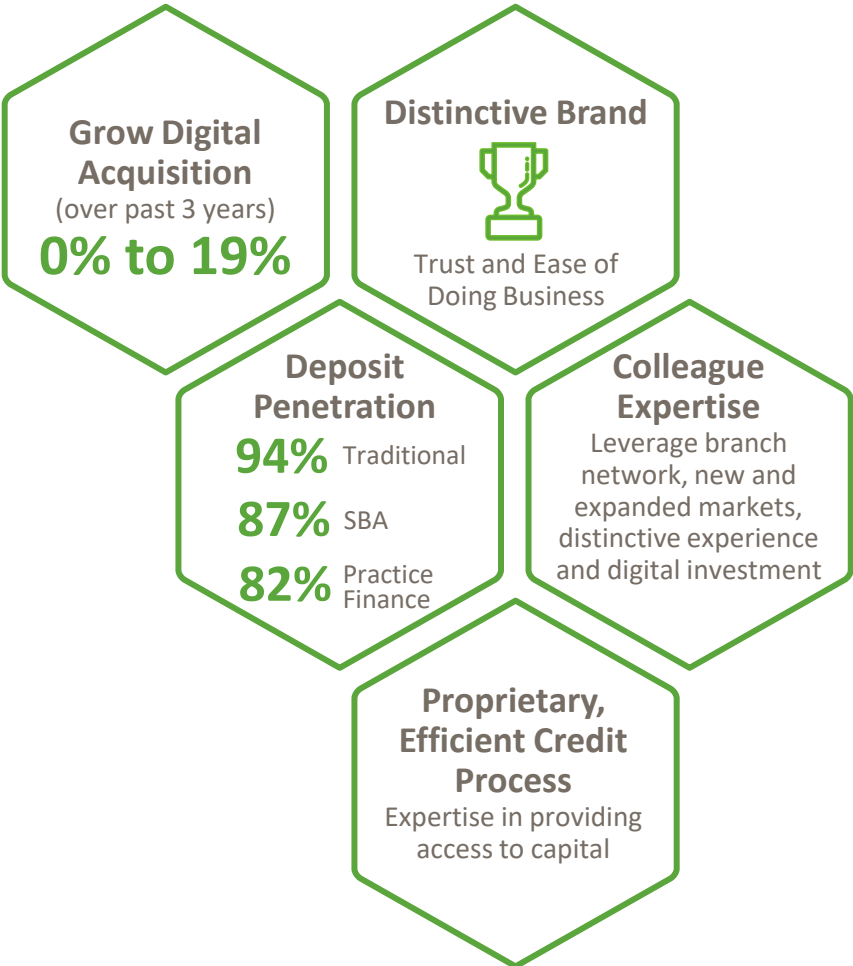 Grow Digital
Acquisition
(over past 3 years)
0% to 19%
Distinctive Brand
Trust and Ease of
Doing Business
Deposit
Penetration
94% Traditional
87% SBA
82% Practice
Finance
Colleague
Expertise
Leverage branch
network, new and
expanded markets,
distinctive experience
and digital investment
Proprietary,
Efficient Credit
Process
Expertise in providing
access to capital